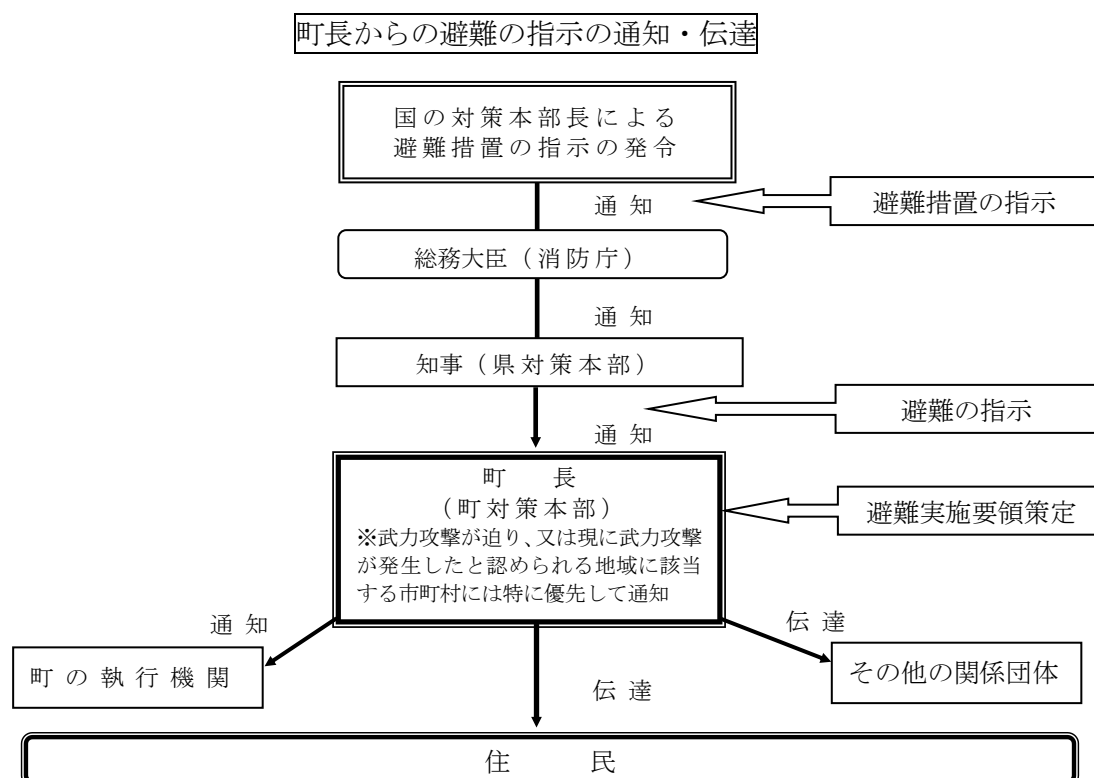 町長からの避難の指示の通知・伝達
国の対策本部長による
避難措置の指示の発令
通 知
避難措置の指示
総務大臣(消防庁)
通 知
知事(県対策本部)
避難の指示
通 知
町 長
(町対策本部)
※武力攻撃が迫り、又は現に武力攻撃
が発生したと認められる地域に該当
する市町村には特に優先して通知
避難実施要領策定
通 知
伝 達
町 の 執 行 機 関
伝 達
その他の関係団体
住 民